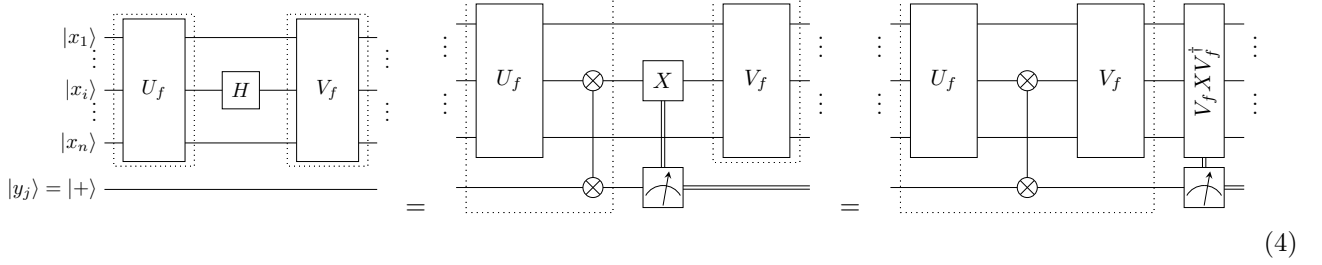 |x₁⟩
⋮ ⋮ ⋮ ⋮ ⋮
|xᵢ⟩ U_f H V_f U_f X V_f U_f V_f V_f X V_f^†
⋮ ⋮ ⋮ ⋮ ⋮
|xₙ⟩
|yⱼ⟩ = |+⟩
= =
(4)